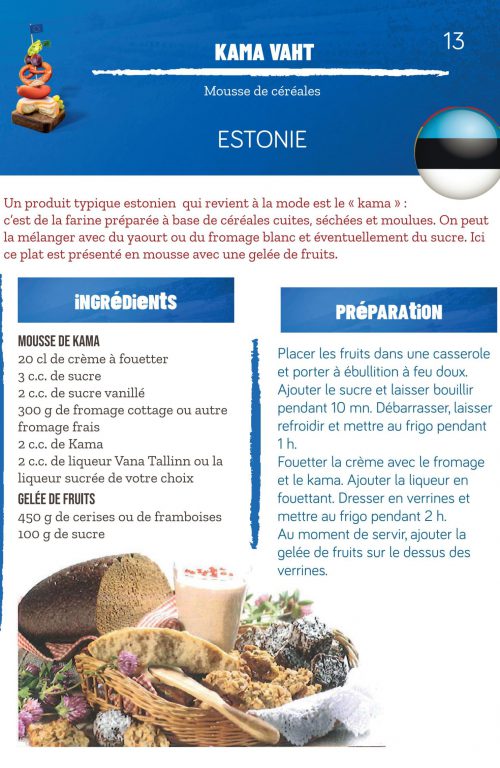 KAMA VAHT
13
Mousse de céréales
ESTONIE
Un produit typique estonien qui revient à la mode est le « kama » :
c'est de la farine préparée à base de céréales cuites, séchées et moulues. On peut
la mélanger avec du yaourt ou du fromage blanc et éventuellement du sucre. Ici
ce plat est présenté en mousse avec une gelée de fruits.
INGRÉDIENTS
MOUSSE DE KAMA
20 cl de crème à fouetter
3 c.c. de sucre
2 c.c. de sucre vanillé
300 g de fromage cottage ou autre
fromage frais
2 c.c. de Kama
2 c.c. de liqueur Vana Tallinn ou la
liqueur sucrée de votre choix
GELÉE DE FRUITS
450 g de cerises ou de framboises
100 g de sucre
PRÉPARATION
Placer les fruits dans une casserole
et porter à ébullition à feu doux.
Ajouter le sucre et laisser bouillir
pendant 10 mn. Débarrasser, laisser
refroidir et mettre au frigo pendant
1 h.
Fouetter la crème avec le fromage
et le kama. Ajouter la liqueur en
fouettant. Dresser en verrines et
mettre au frigo pendant 2 h.
Au moment de servir, ajouter la
gelée de fruits sur le dessus des
verrines.